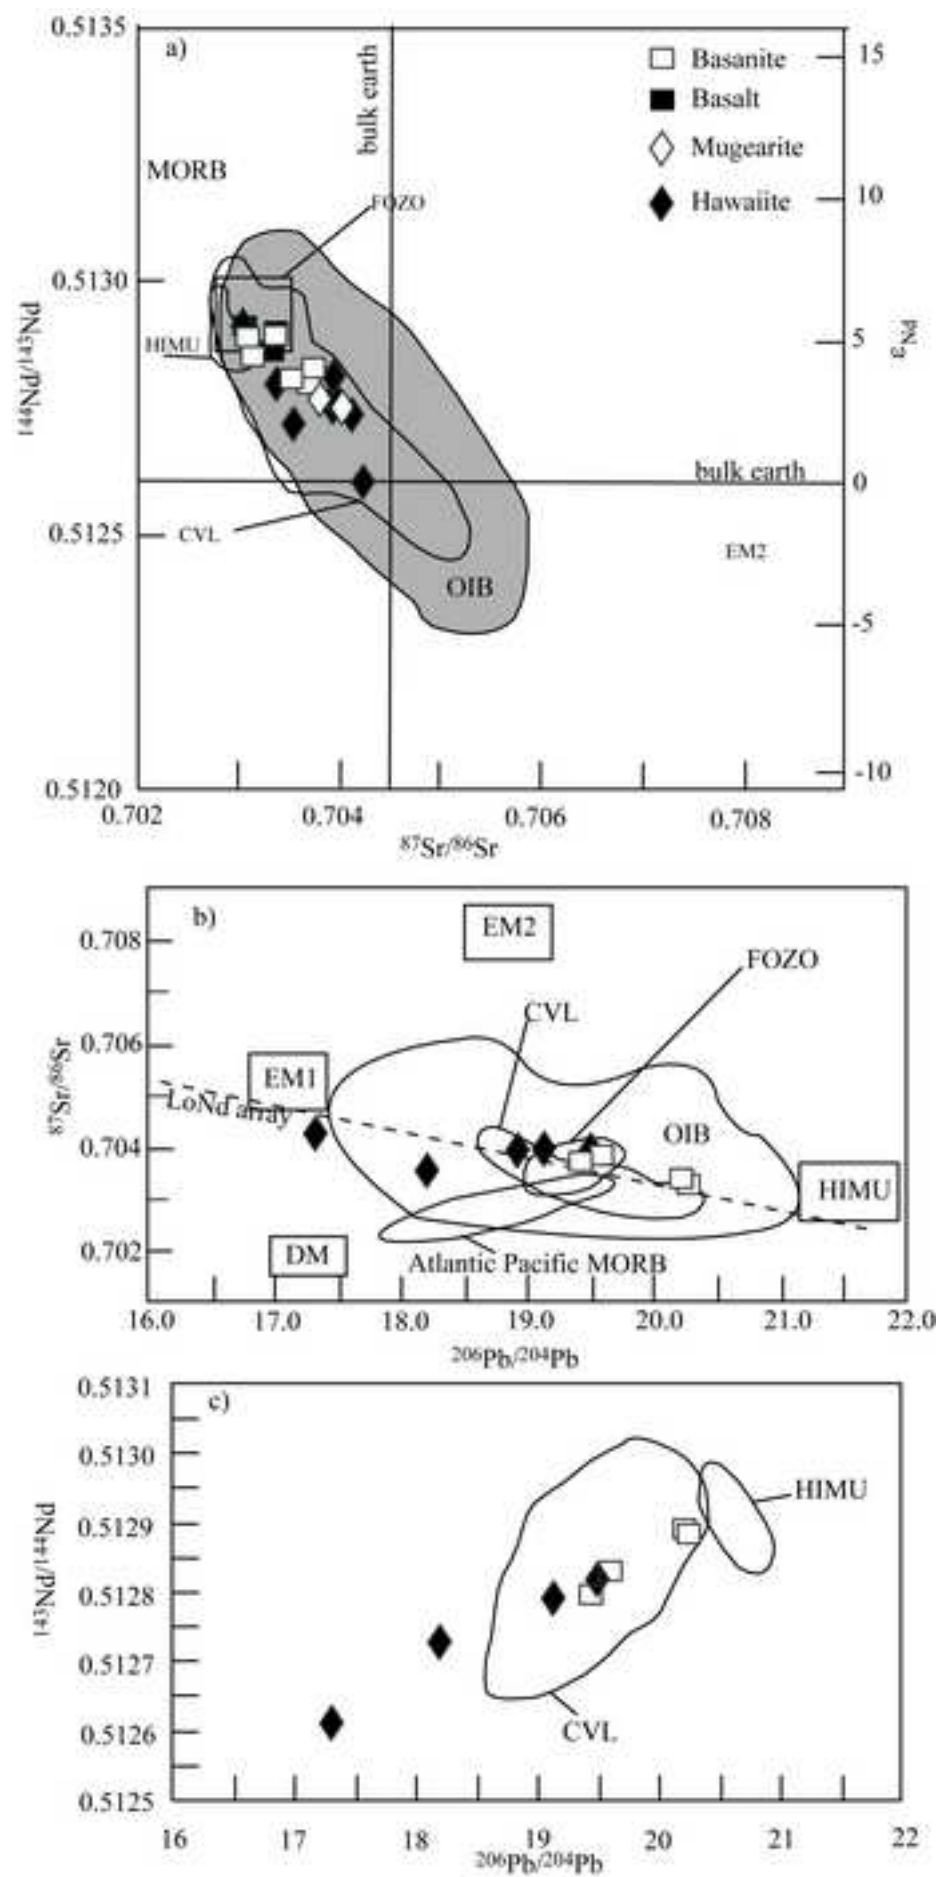 0.5135
a)
bulk earth
15
Basanite
Basalt
Mugearite
Hawaiite
MORB
FOZO
10
0.5130
144Nd/143Nd
HIMU
5
εNd
bulk earth
0
CVL
0.5125
EM2
OIB
-5
-10
0.5120
0.702
0.704
0.706
0.708
87Sr/86Sr
b)
EM2
0.708
FOZO
CVL
0.706
87Sr/86Sr
EM1
LoNd array
OIB
0.704
HIMU
DM
Atlantic Pacific MORB
0.702
16.0
17.0
18.0
19.0
20.0
21.0
22.0
206Pb/204Pb
0.5131
c)
0.5130
HIMU
0.5129
143Nd/144Nd
0.5128
0.5127
CVL
0.5126
0.5125
16
17
18
19
20
21
22
206Pb/204Pb